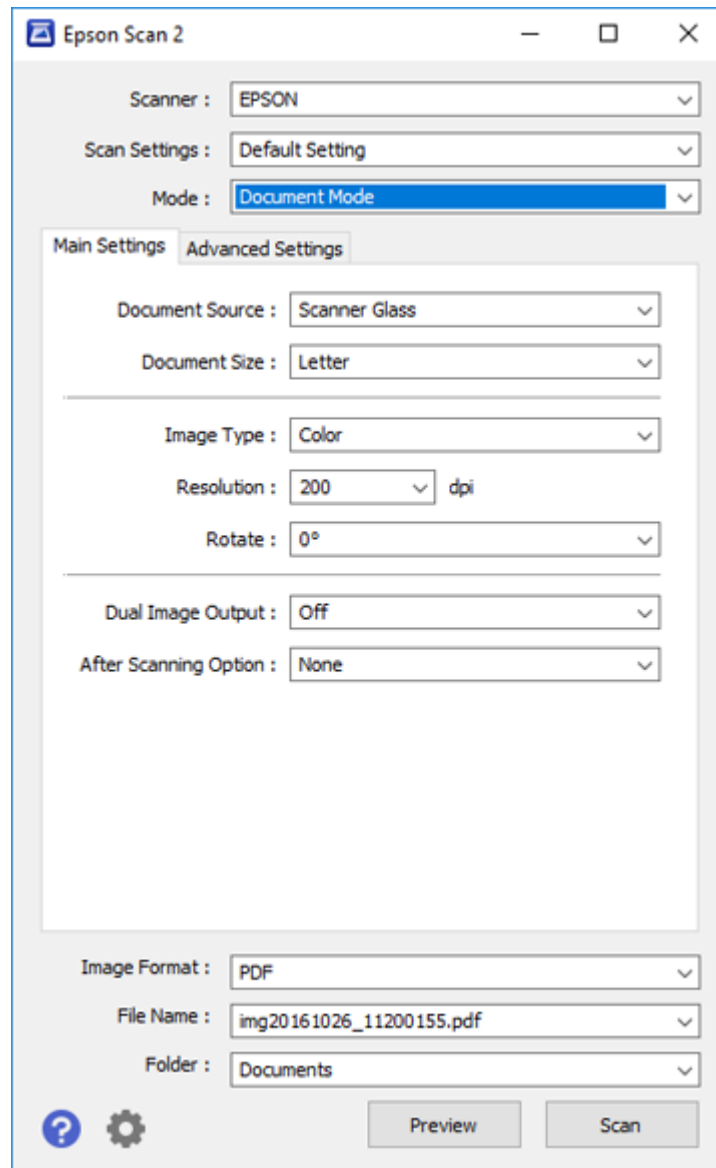 Epson Scan 2
Scanner : EPSON
Scan Settings : Default Setting
Mode : Document Mode
Main Settings Advanced Settings
Document Source : Scanner Glass
Document Size : Letter
Image Type : Color
Resolution : 200 dpi
Rotate : 0°
Dual Image Output : Off
After Scanning Option : None
Image Format : PDF
File Name : img20161026_11200155.pdf
Folder : Documents
? Preview Scan